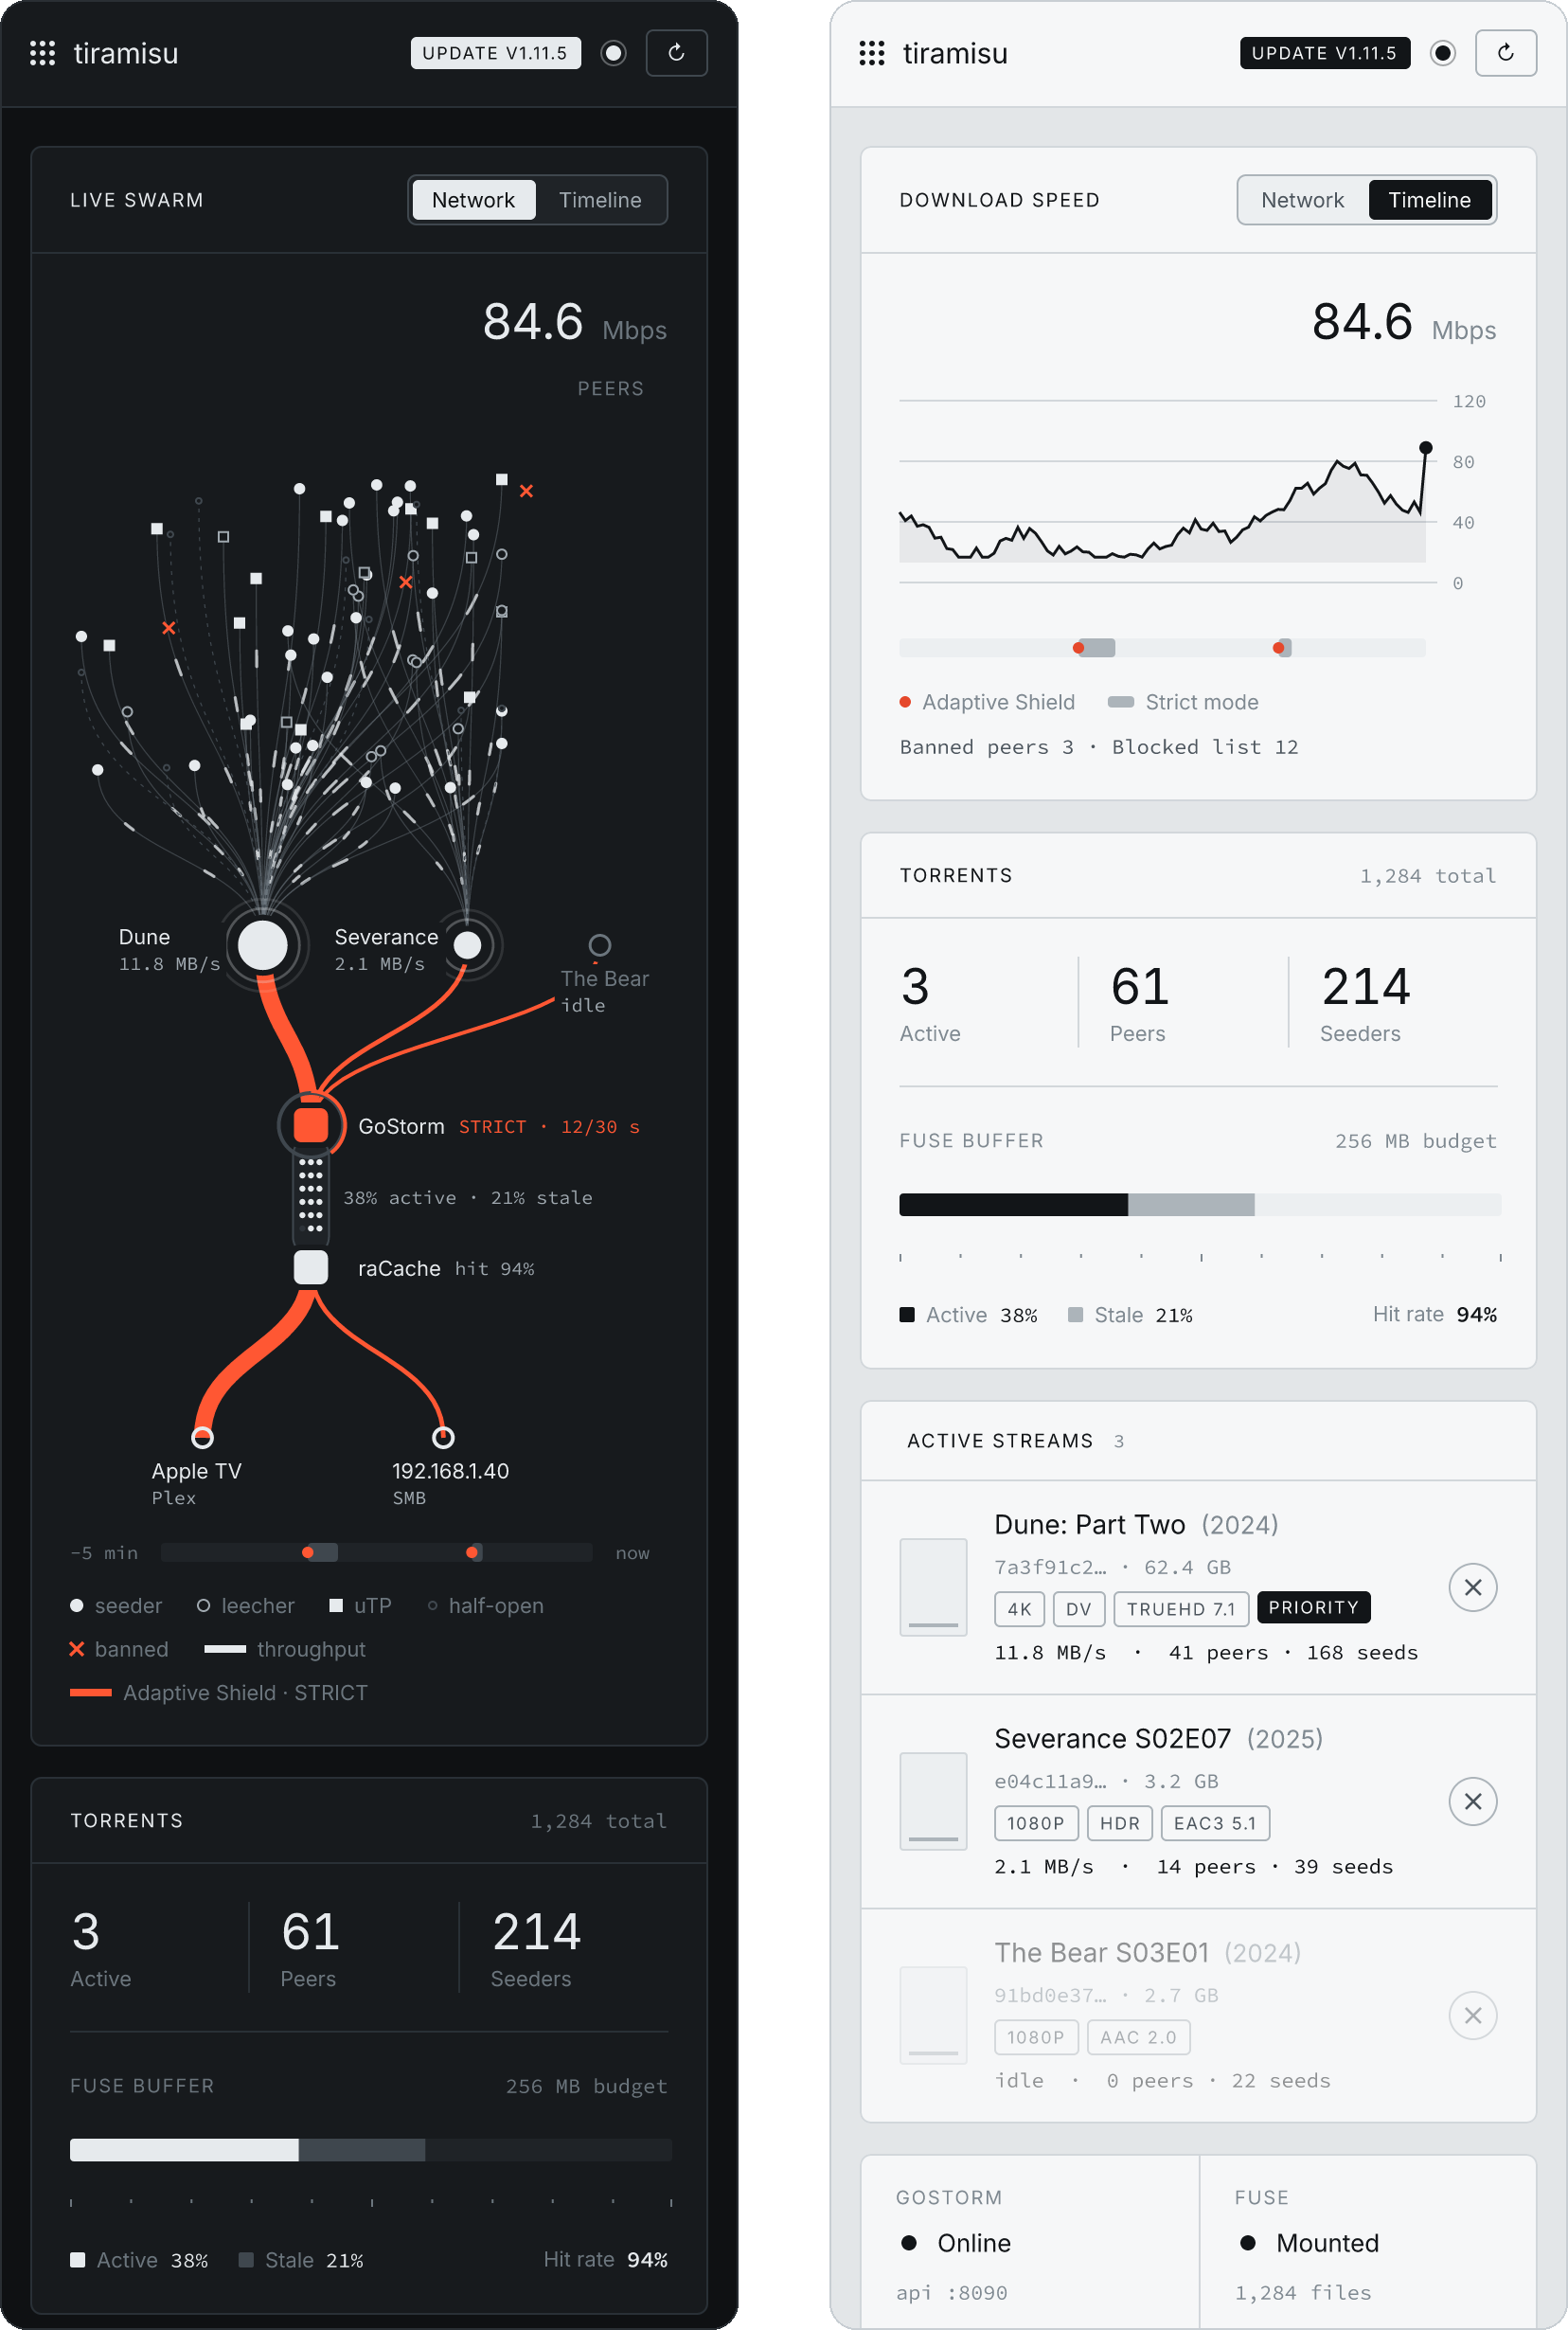 tiramisu UPDATE V1.11.5
LIVE SWARM Network Timeline
84.6 Mbps
PEERS
Dune
11.8 MB/s
Severance
2.1 MB/s
The Bear
idle
GoStorm STRICT · 12/30 s
38% active · 21% stale
raCache hit 94%
Apple TV
Plex
192.168.1.40
SMB
−5 min now
seeder leecher uTP half-open
banned throughput
Adaptive Shield · STRICT
TORRENTS 1,284 total
3 61 214
Active Peers Seeders
FUSE BUFFER 256 MB budget
Active 38% Stale 21% Hit rate 94%
tiramisu UPDATE V1.11.5
DOWNLOAD SPEED Network Timeline
84.6 Mbps
120
80
40
0
Adaptive Shield Strict mode
Banned peers 3 · Blocked list 12
TORRENTS 1,284 total
3 61 214
Active Peers Seeders
FUSE BUFFER 256 MB budget
Active 38% Stale 21% Hit rate 94%
ACTIVE STREAMS 3
Dune: Part Two (2024)
7a3f91c2… · 62.4 GB
4K DV TRUEHD 7.1 PRIORITY
11.8 MB/s · 41 peers · 168 seeds
Severance S02E07 (2025)
e04c11a9… · 3.2 GB
1080P HDR EAC3 5.1
2.1 MB/s · 14 peers · 39 seeds
The Bear S03E01 (2024)
91bd0e37… · 2.7 GB
1080P AAC 2.0
idle · 0 peers · 22 seeds
GOSTORM FUSE
Online Mounted
api :8090 1,284 files